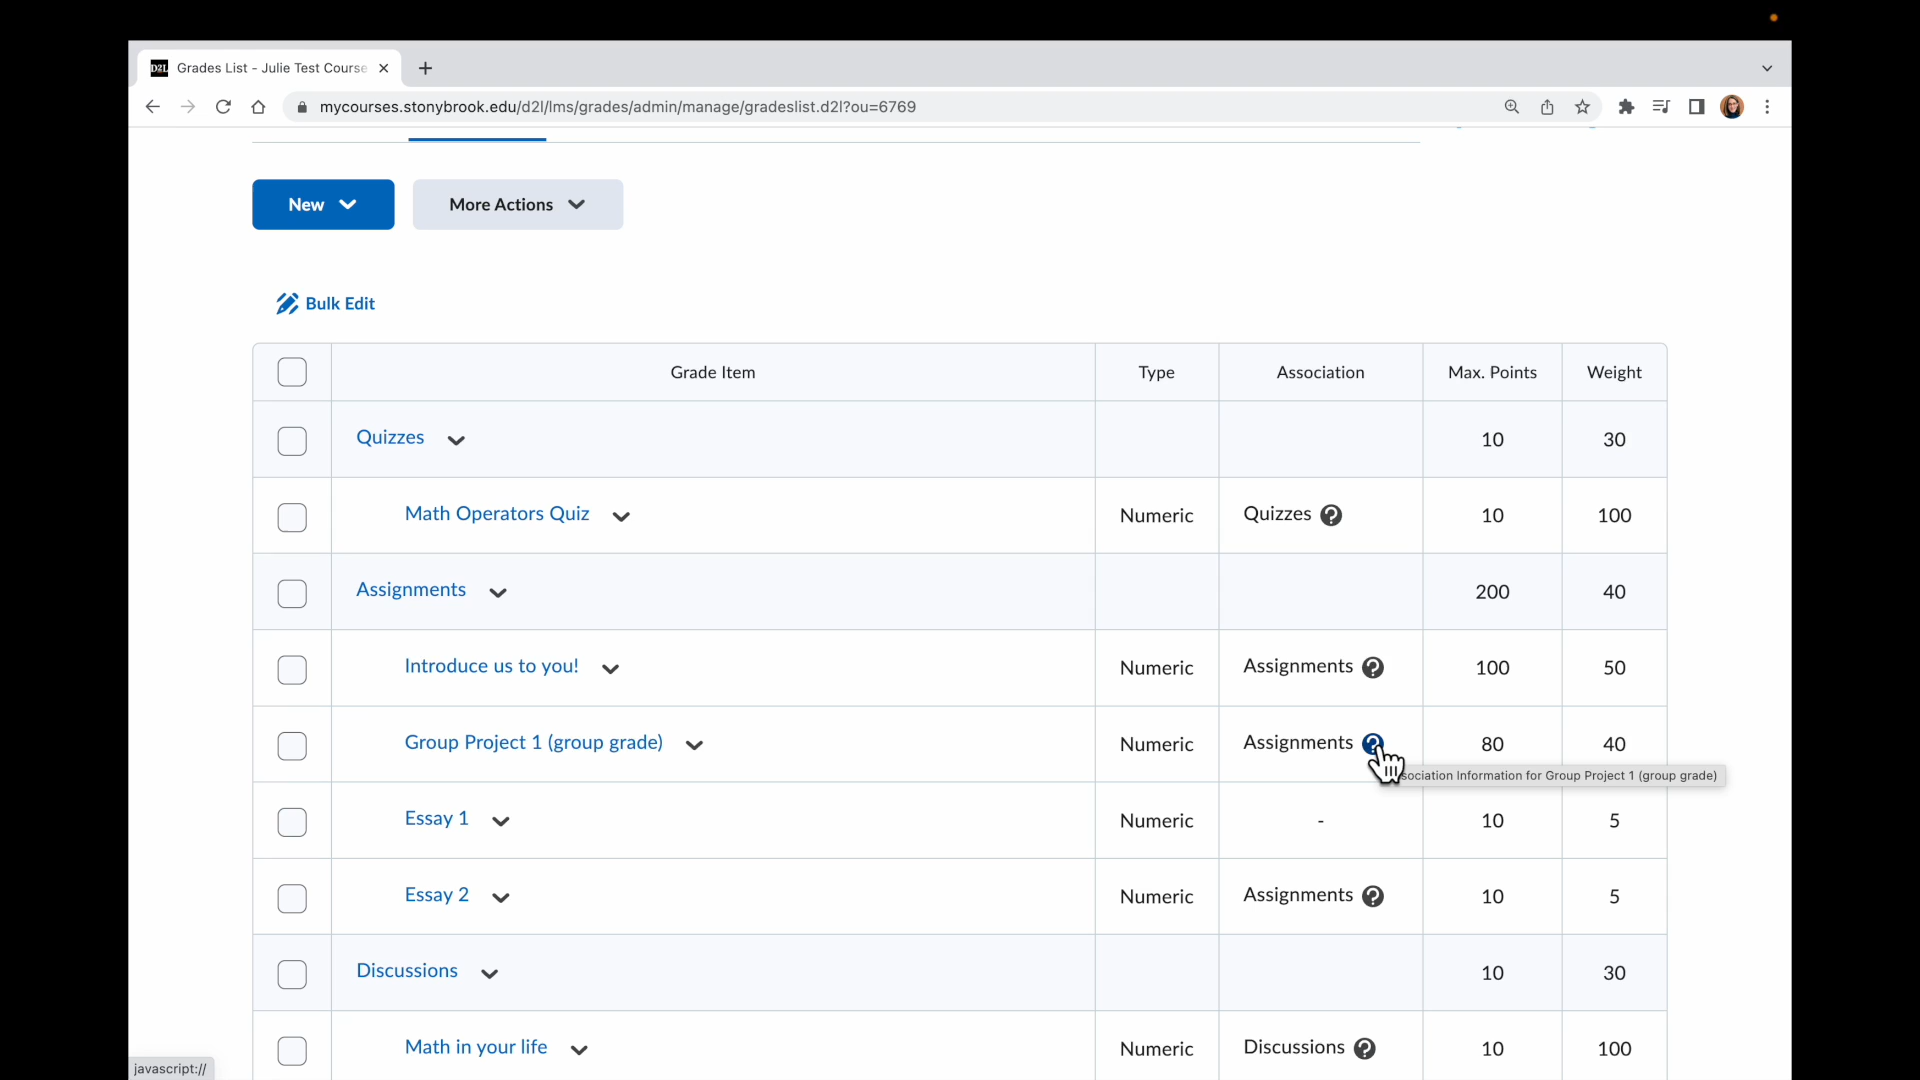 D2L Grades List - Julie Test Course
mycourses.stonybrook.edu/d2l/lms/grades/admin/manage/gradeslist.d2l?ou=6769
New More Actions
Bulk Edit
Grade Item Type Association Max. Points Weight
Quizzes 10 30
Math Operators Quiz Numeric Quizzes ? 10 100
Assignments 200 40
Introduce us to you! Numeric Assignments ? 100 50
Group Project 1 (group grade) Numeric Assignments ? 80 40
sociation Information for Group Project 1 (group grade)
Essay 1 Numeric - 10 5
Essay 2 Numeric Assignments ? 10 5
Discussions 10 30
Math in your life Numeric Discussions ? 10 100
javascript://